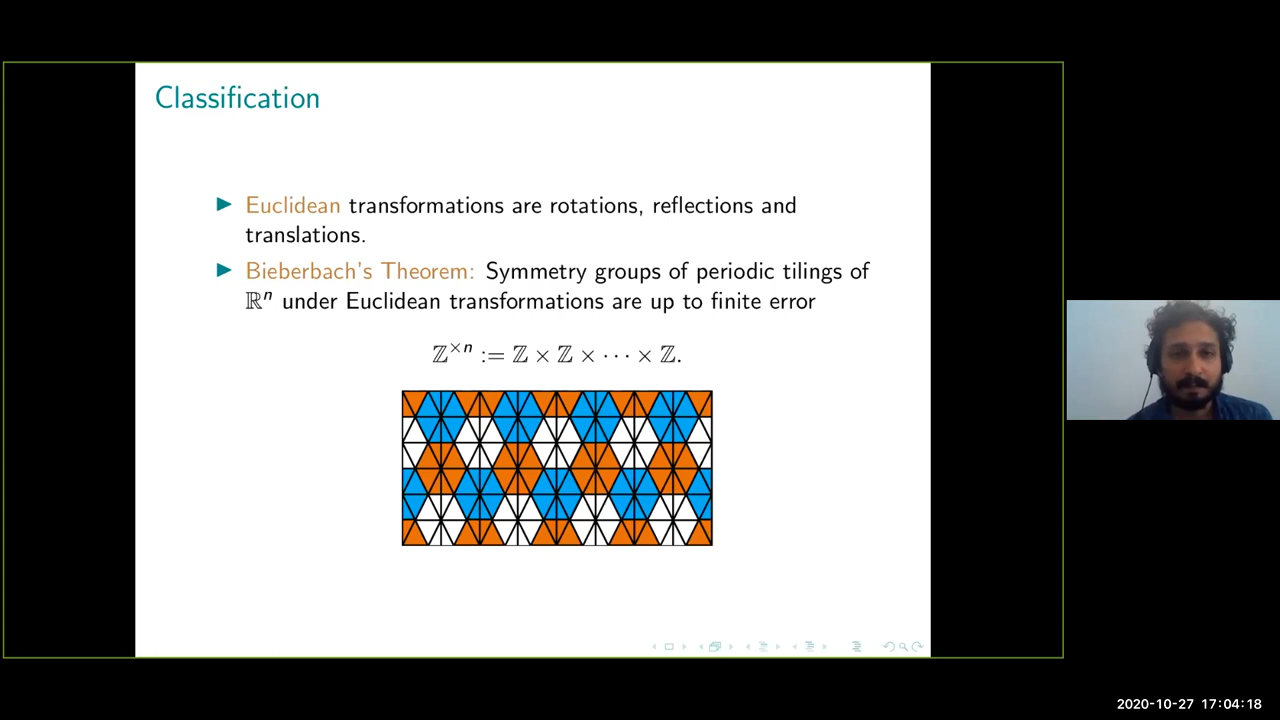 Classification
▶ Euclidean transformations are rotations, reflections and
translations.
▶ Bieberbach's Theorem: Symmetry groups of periodic tilings of
ℝⁿ under Euclidean transformations are up to finite error
ℤ^{×n} := ℤ × ℤ × ⋯ × ℤ.
2020-10-27 17:04:18